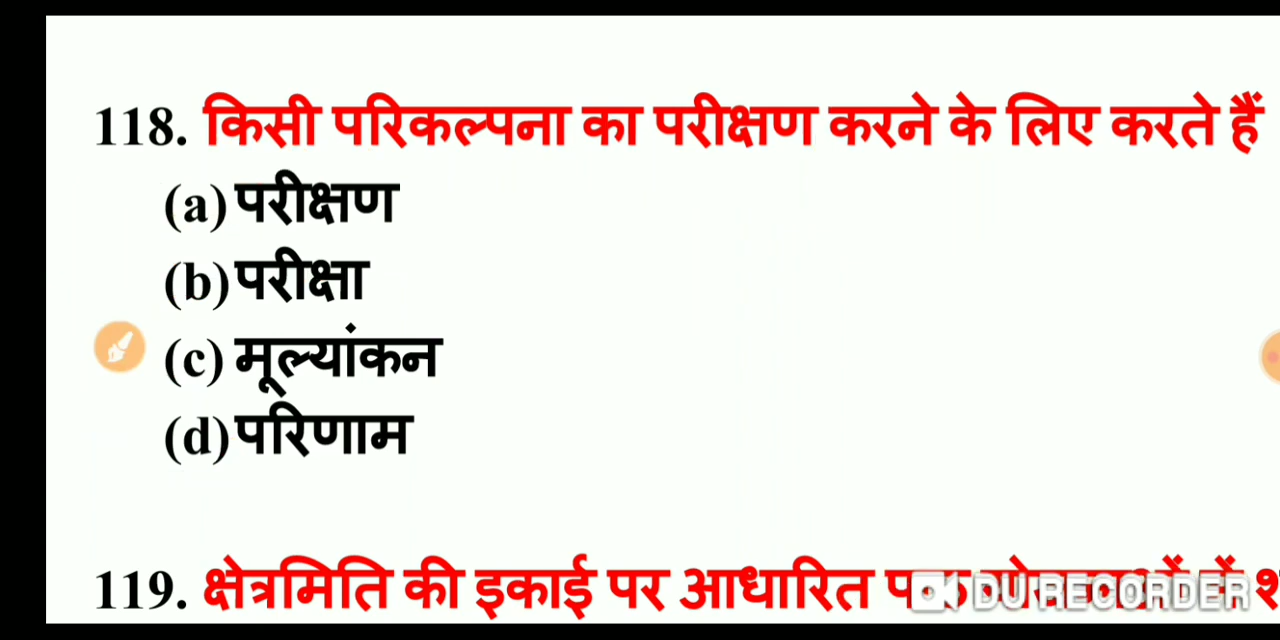 118. किसी परिकल्पना का परीक्षण करने के लिए करते हैं
(a) परीक्षण
(b) परीक्षा
(c) मूल्यांकन
(d) परिणाम
119. क्षेत्रमिति की इकाई पर आधारित
DU RECORDER